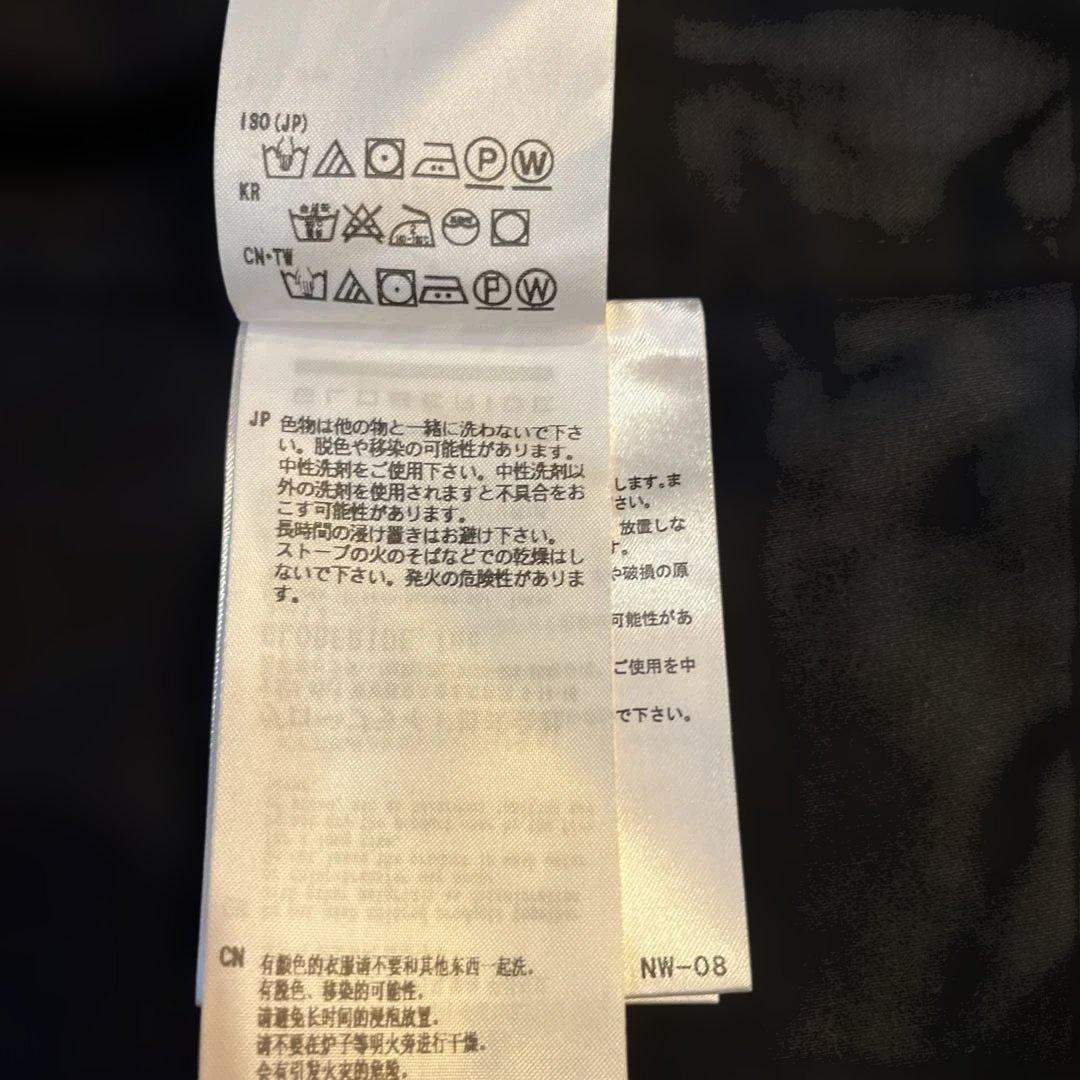 ISO(JP)
P W
KR
CN·TW
P W
JP 色物は他の物と一緒に洗わないで下さ
い。脱色や移染の可能性があります。
中性洗剤をご使用下さい。中性洗剤以
外の洗剤を使用されますと不具合をお
こす可能性があります。
長時間の浸け置きはお避け下さい。
ストーブの火のそばなどでの乾燥はし
ないで下さい。発火の危険性がありま
す。
します。ま
さい。
放置しな
す。
や破損の原
可能性があ
ご使用を中
で下さい。
NW-08
CN 有颜色的衣服请不要和其他东西一起洗。
有脱色、移染的可能性。
请避免长时间的浸泡放置。
请不要在炉子等明火旁进行干燥。
会有引发火灾的危险。